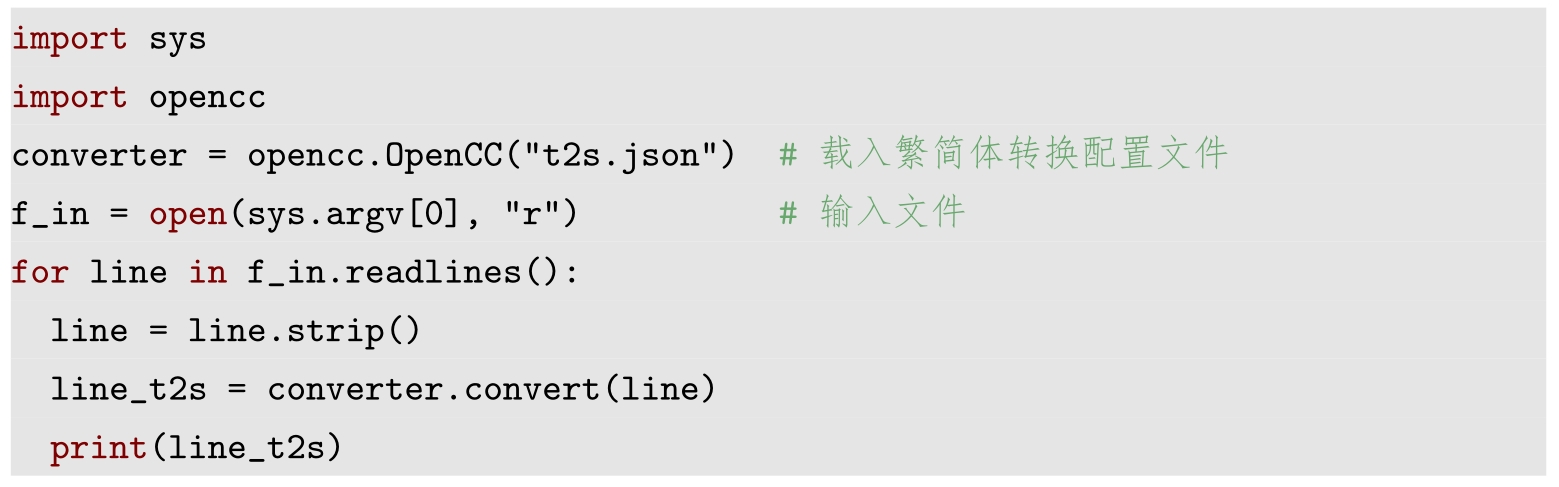 import sys
import opencc
converter = opencc.OpenCC("t2s.json")  # 载入繁简体转换配置文件
f_in = open(sys.argv[0], "r")          # 输入文件
for line in f_in.readlines():
  line = line.strip()
  line_t2s = converter.convert(line)
  print(line_t2s)